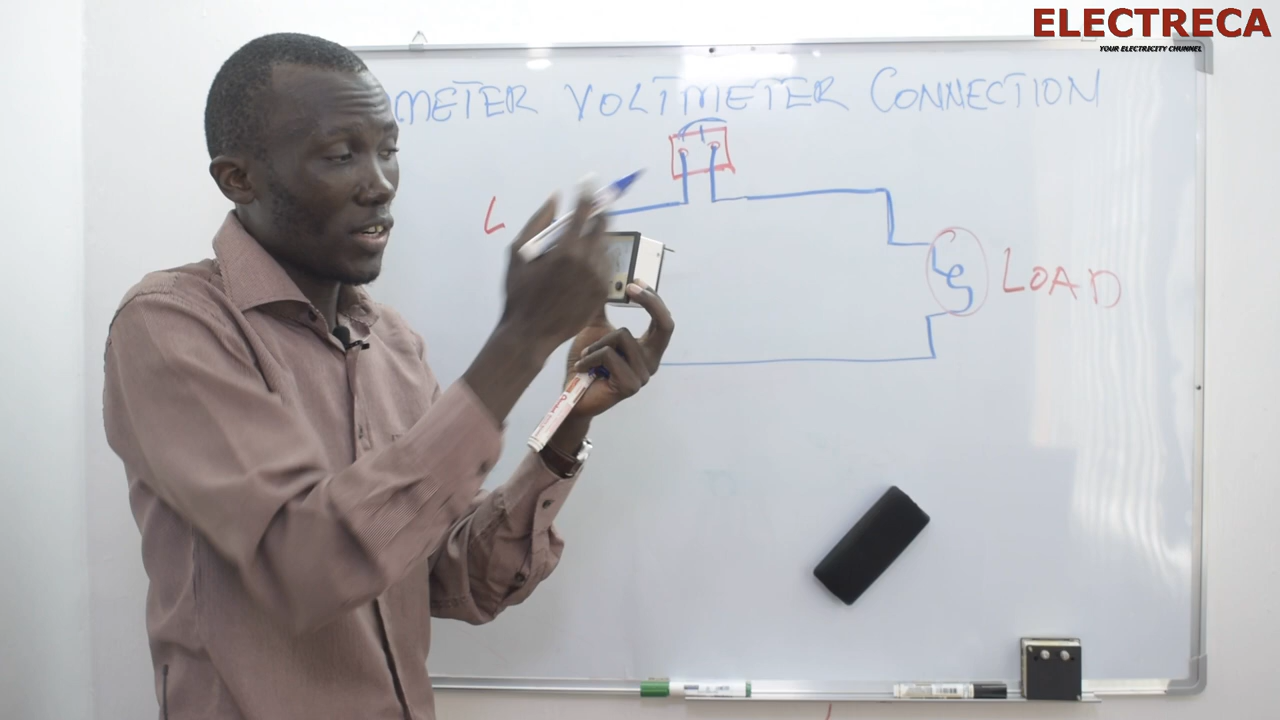 ELECTRECA
YOUR ELECTRICITY CHANNEL
METER VOLTMETER CONNECTION
L
LOAD